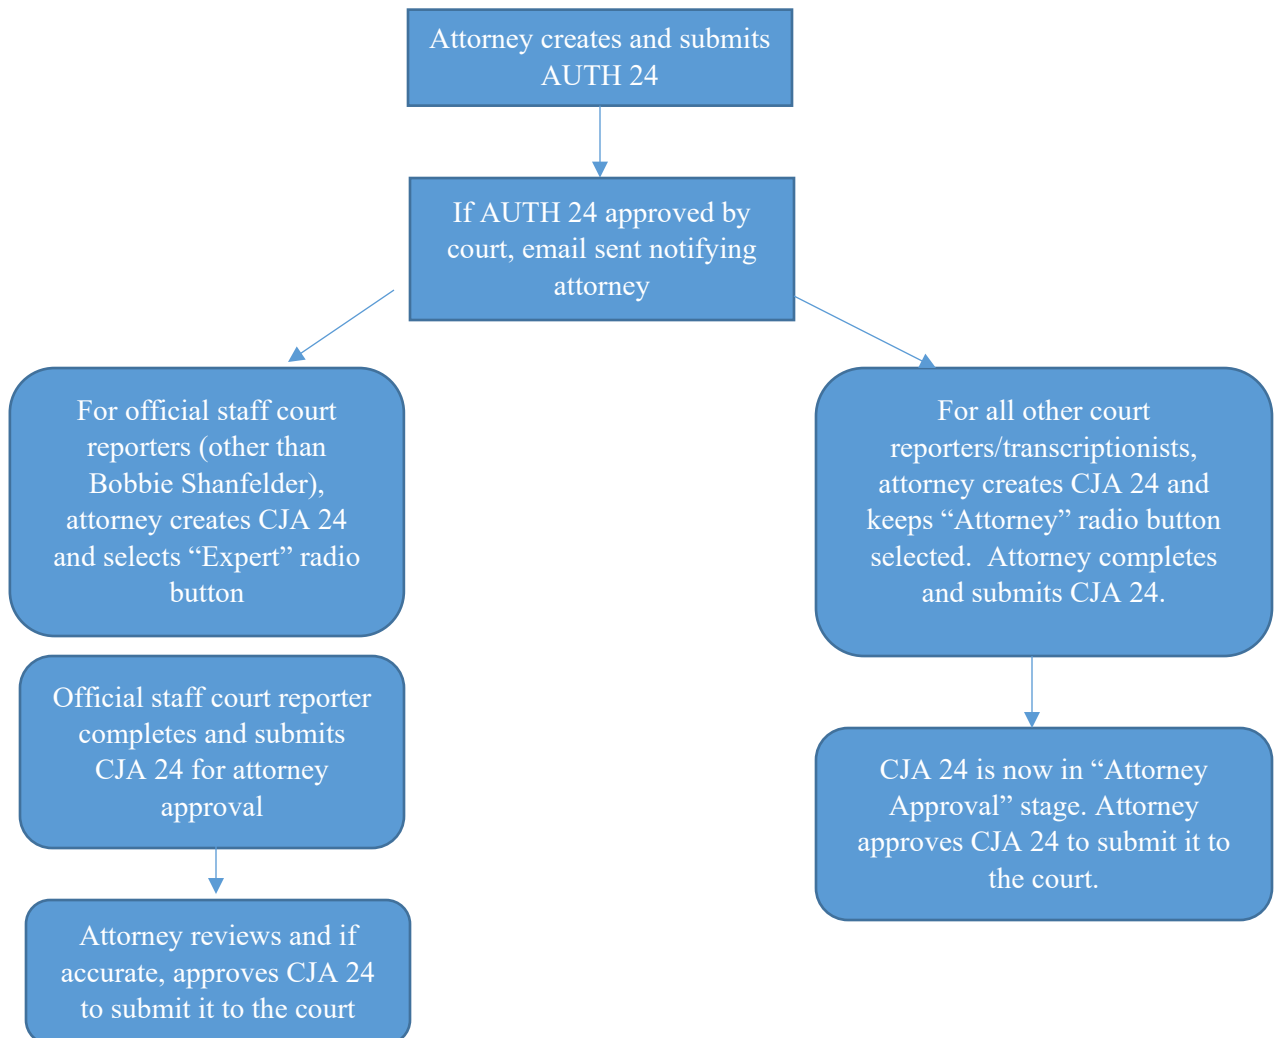 Attorney creates and submits
AUTH 24
If AUTH 24 approved by
court, email sent notifying
attorney
For official staff court
reporters (other than
Bobbie Shanfelder),
attorney creates CJA 24
and selects “Expert” radio
button
Official staff court reporter
completes and submits
CJA 24 for attorney
approval
Attorney reviews and if
accurate, approves CJA 24
to submit it to the court
For all other court
reporters/transcriptionists,
attorney creates CJA 24 and
keeps “Attorney” radio button
selected.  Attorney completes
and submits CJA 24.
CJA 24 is now in “Attorney
Approval” stage. Attorney
approves CJA 24 to submit it to
the court.